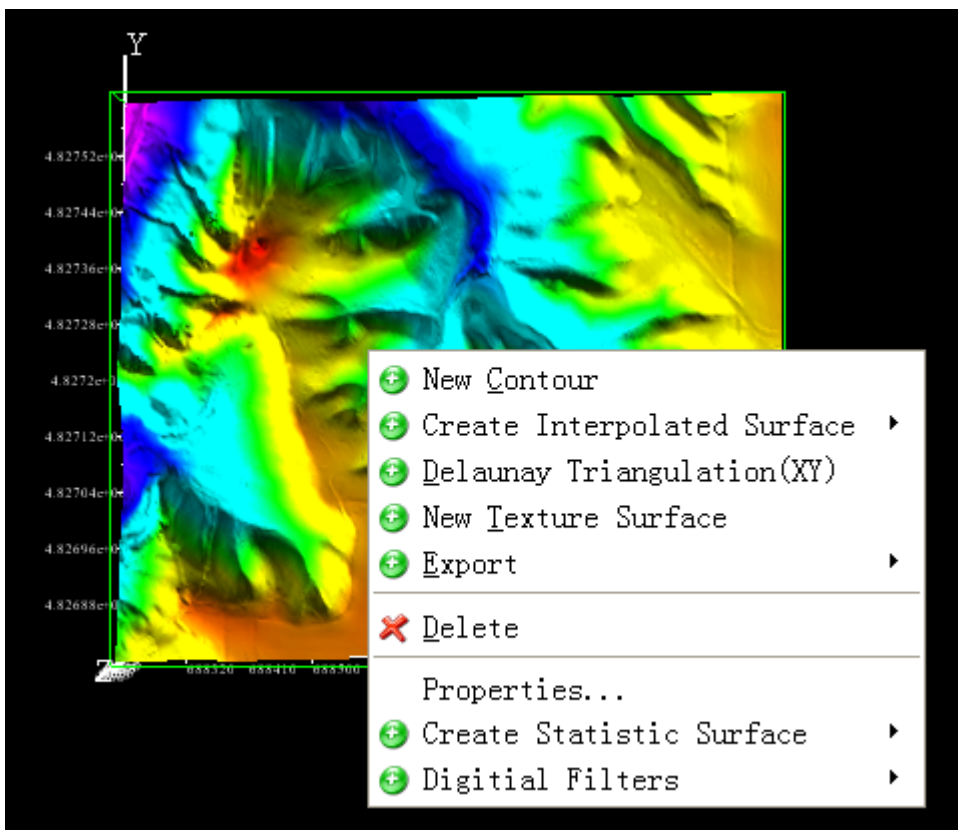 Y
4.82752e+0
4.82744e+0
4.82736e+0
4.82728e+0
4.8272e+
4.82712e+0
4.82704e+0
4.82696e+0
4.82688e+0
Z
688410 688500
New Contour
Create Interpolated Surface
Delaunay Triangulation(XY)
New Texture Surface
Export
Delete
Properties...
Create Statistic Surface
Digitial Filters